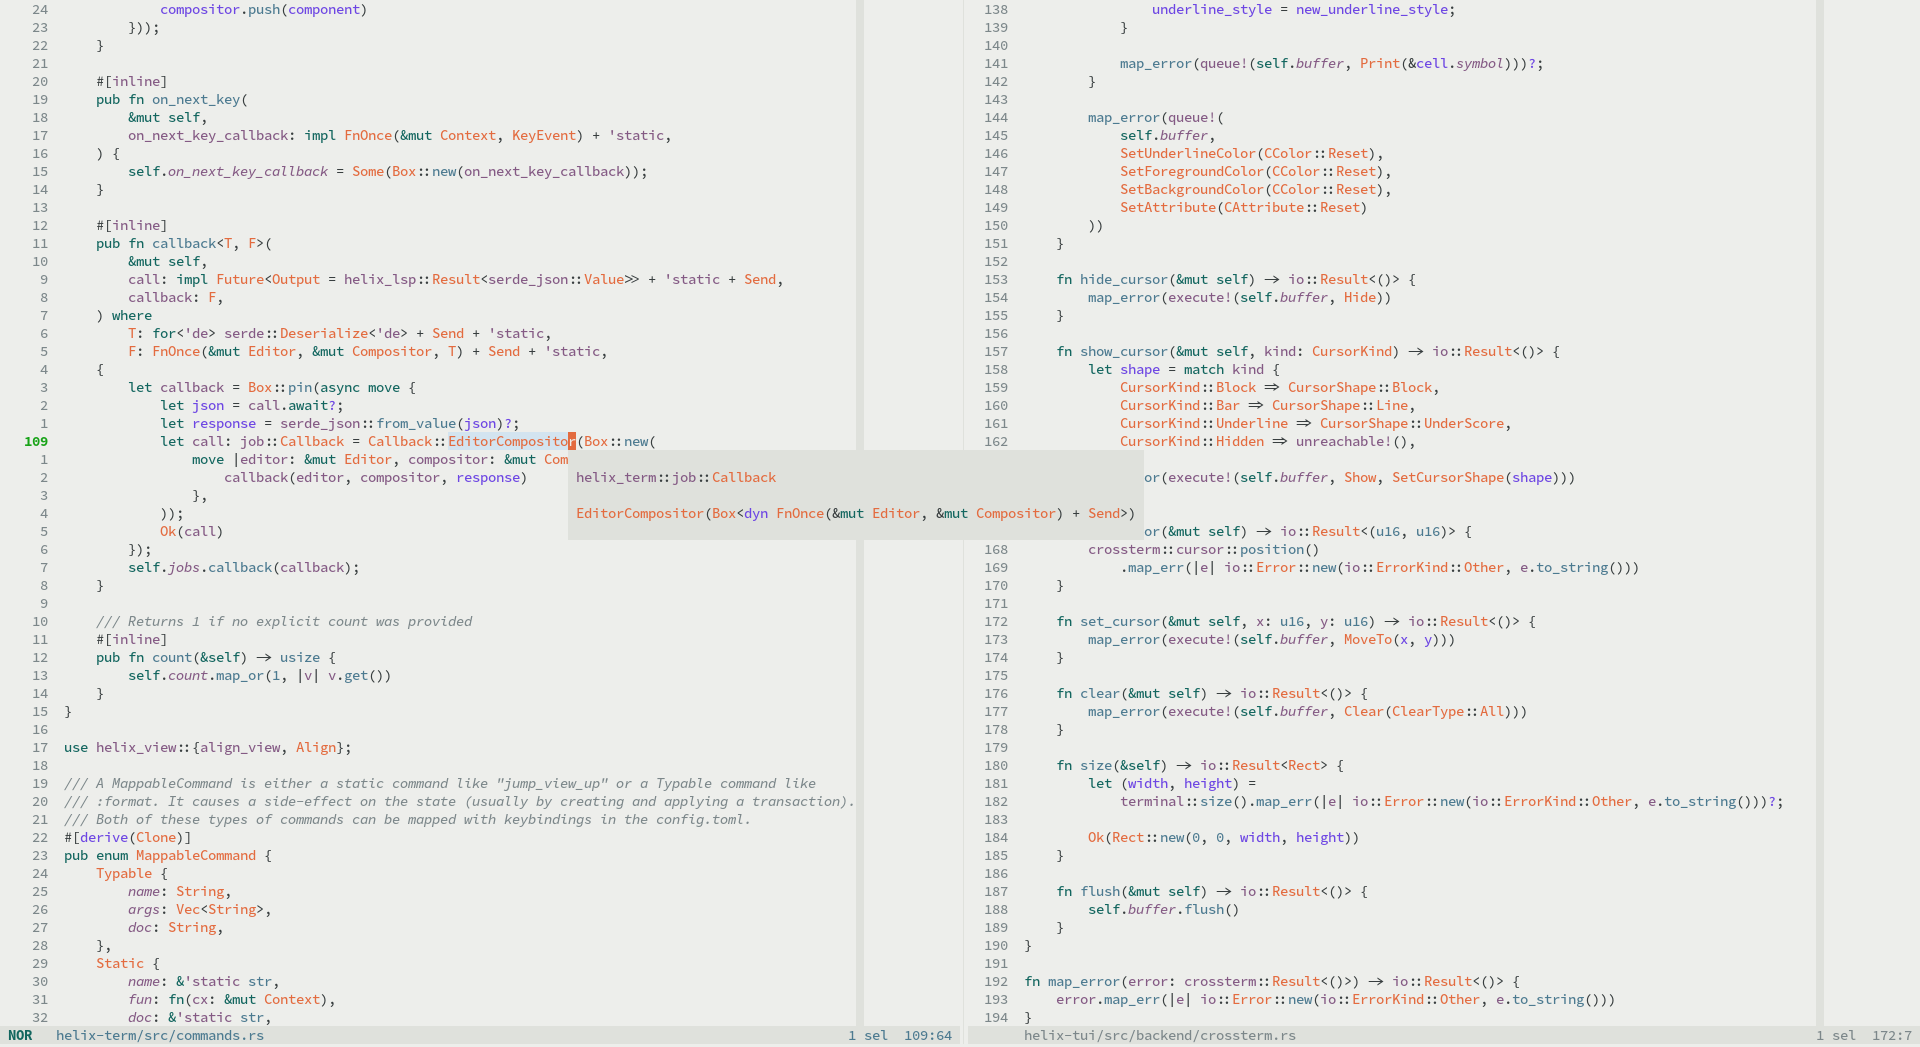 24              compositor.push(component)
23          }));
22      }
21
20      #[inline]
19      pub fn on_next_key(
18          &mut self,
17          on_next_key_callback: impl FnOnce(&mut Context, KeyEvent) + 'static,
16      ) {
15          self.on_next_key_callback = Some(Box::new(on_next_key_callback));
14      }
13
12      #[inline]
11      pub fn callback<T, F>(
10          &mut self,
9          call: impl Future<Output = helix_lsp::Result<serde_json::Value>> + 'static + Send,
8          callback: F,
7      ) where
6          T: for<'de> serde::Deserialize<'de> + Send + 'static,
5          F: FnOnce(&mut Editor, &mut Compositor, T) + Send + 'static,
4      {
3          let callback = Box::pin(async move {
2              let json = call.await?;
1              let response = serde_json::from_value(json)?;
109              let call: job::Callback = Callback::EditorCompositor(Box::new(
1                  move |editor: &mut Editor, compositor: &mut Com
2                      callback(editor, compositor, response)
3                  },
4              ));
5              Ok(call)
6          });
7          self.jobs.callback(callback);
8      }
9
10      /// Returns 1 if no explicit count was provided
11      #[inline]
12      pub fn count(&self) -> usize {
13          self.count.map_or(1, |v| v.get())
14      }
15  }
16
17  use helix_view::{align_view, Align};
18
19  /// A MappableCommand is either a static command like "jump_view_up" or a Typable command like
20  /// :format. It causes a side-effect on the state (usually by creating and applying a transaction).
21  /// Both of these types of commands can be mapped with keybindings in the config.toml.
22  #[derive(Clone)]
23  pub enum MappableCommand {
24      Typable {
25          name: String,
26          args: Vec<String>,
27          doc: String,
28      },
29      Static {
30          name: &'static str,
31          fun: fn(cx: &mut Context),
32          doc: &'static str,
NOR   helix-term/src/commands.rs   1 sel  109:64
helix_term::job::Callback
EditorCompositor(Box<dyn FnOnce(&mut Editor, &mut Compositor) + Send>)
138                  underline_style = new_underline_style;
139              }
140
141              map_error(queue!(self.buffer, Print(&cell.symbol)))?;
142          }
143
144          map_error(queue!(
145              self.buffer,
146              SetUnderlineColor(CColor::Reset),
147              SetForegroundColor(CColor::Reset),
148              SetBackgroundColor(CColor::Reset),
149              SetAttribute(CAttribute::Reset)
150          ))
151      }
152
153      fn hide_cursor(&mut self) -> io::Result<()> {
154          map_error(execute!(self.buffer, Hide))
155      }
156
157      fn show_cursor(&mut self, kind: CursorKind) -> io::Result<()> {
158          let shape = match kind {
159              CursorKind::Block => CursorShape::Block,
160              CursorKind::Bar => CursorShape::Line,
161              CursorKind::Underline => CursorShape::UnderScore,
162              CursorKind::Hidden => unreachable!(),
or(execute!(self.buffer, Show, SetCursorShape(shape)))
or(&mut self) -> io::Result<(u16, u16)> {
168          crossterm::cursor::position()
169              .map_err(|e| io::Error::new(io::ErrorKind::Other, e.to_string()))
170      }
171
172      fn set_cursor(&mut self, x: u16, y: u16) -> io::Result<()> {
173          map_error(execute!(self.buffer, MoveTo(x, y)))
174      }
175
176      fn clear(&mut self) -> io::Result<()> {
177          map_error(execute!(self.buffer, Clear(ClearType::All)))
178      }
179
180      fn size(&self) -> io::Result<Rect> {
181          let (width, height) =
182              terminal::size().map_err(|e| io::Error::new(io::ErrorKind::Other, e.to_string()))?;
183
184          Ok(Rect::new(0, 0, width, height))
185      }
186
187      fn flush(&mut self) -> io::Result<()> {
188          self.buffer.flush()
189      }
190  }
191
192  fn map_error(error: crossterm::Result<()>) -> io::Result<()> {
193      error.map_err(|e| io::Error::new(io::ErrorKind::Other, e.to_string()))
194  }
helix-tui/src/backend/crossterm.rs   1 sel  172:7